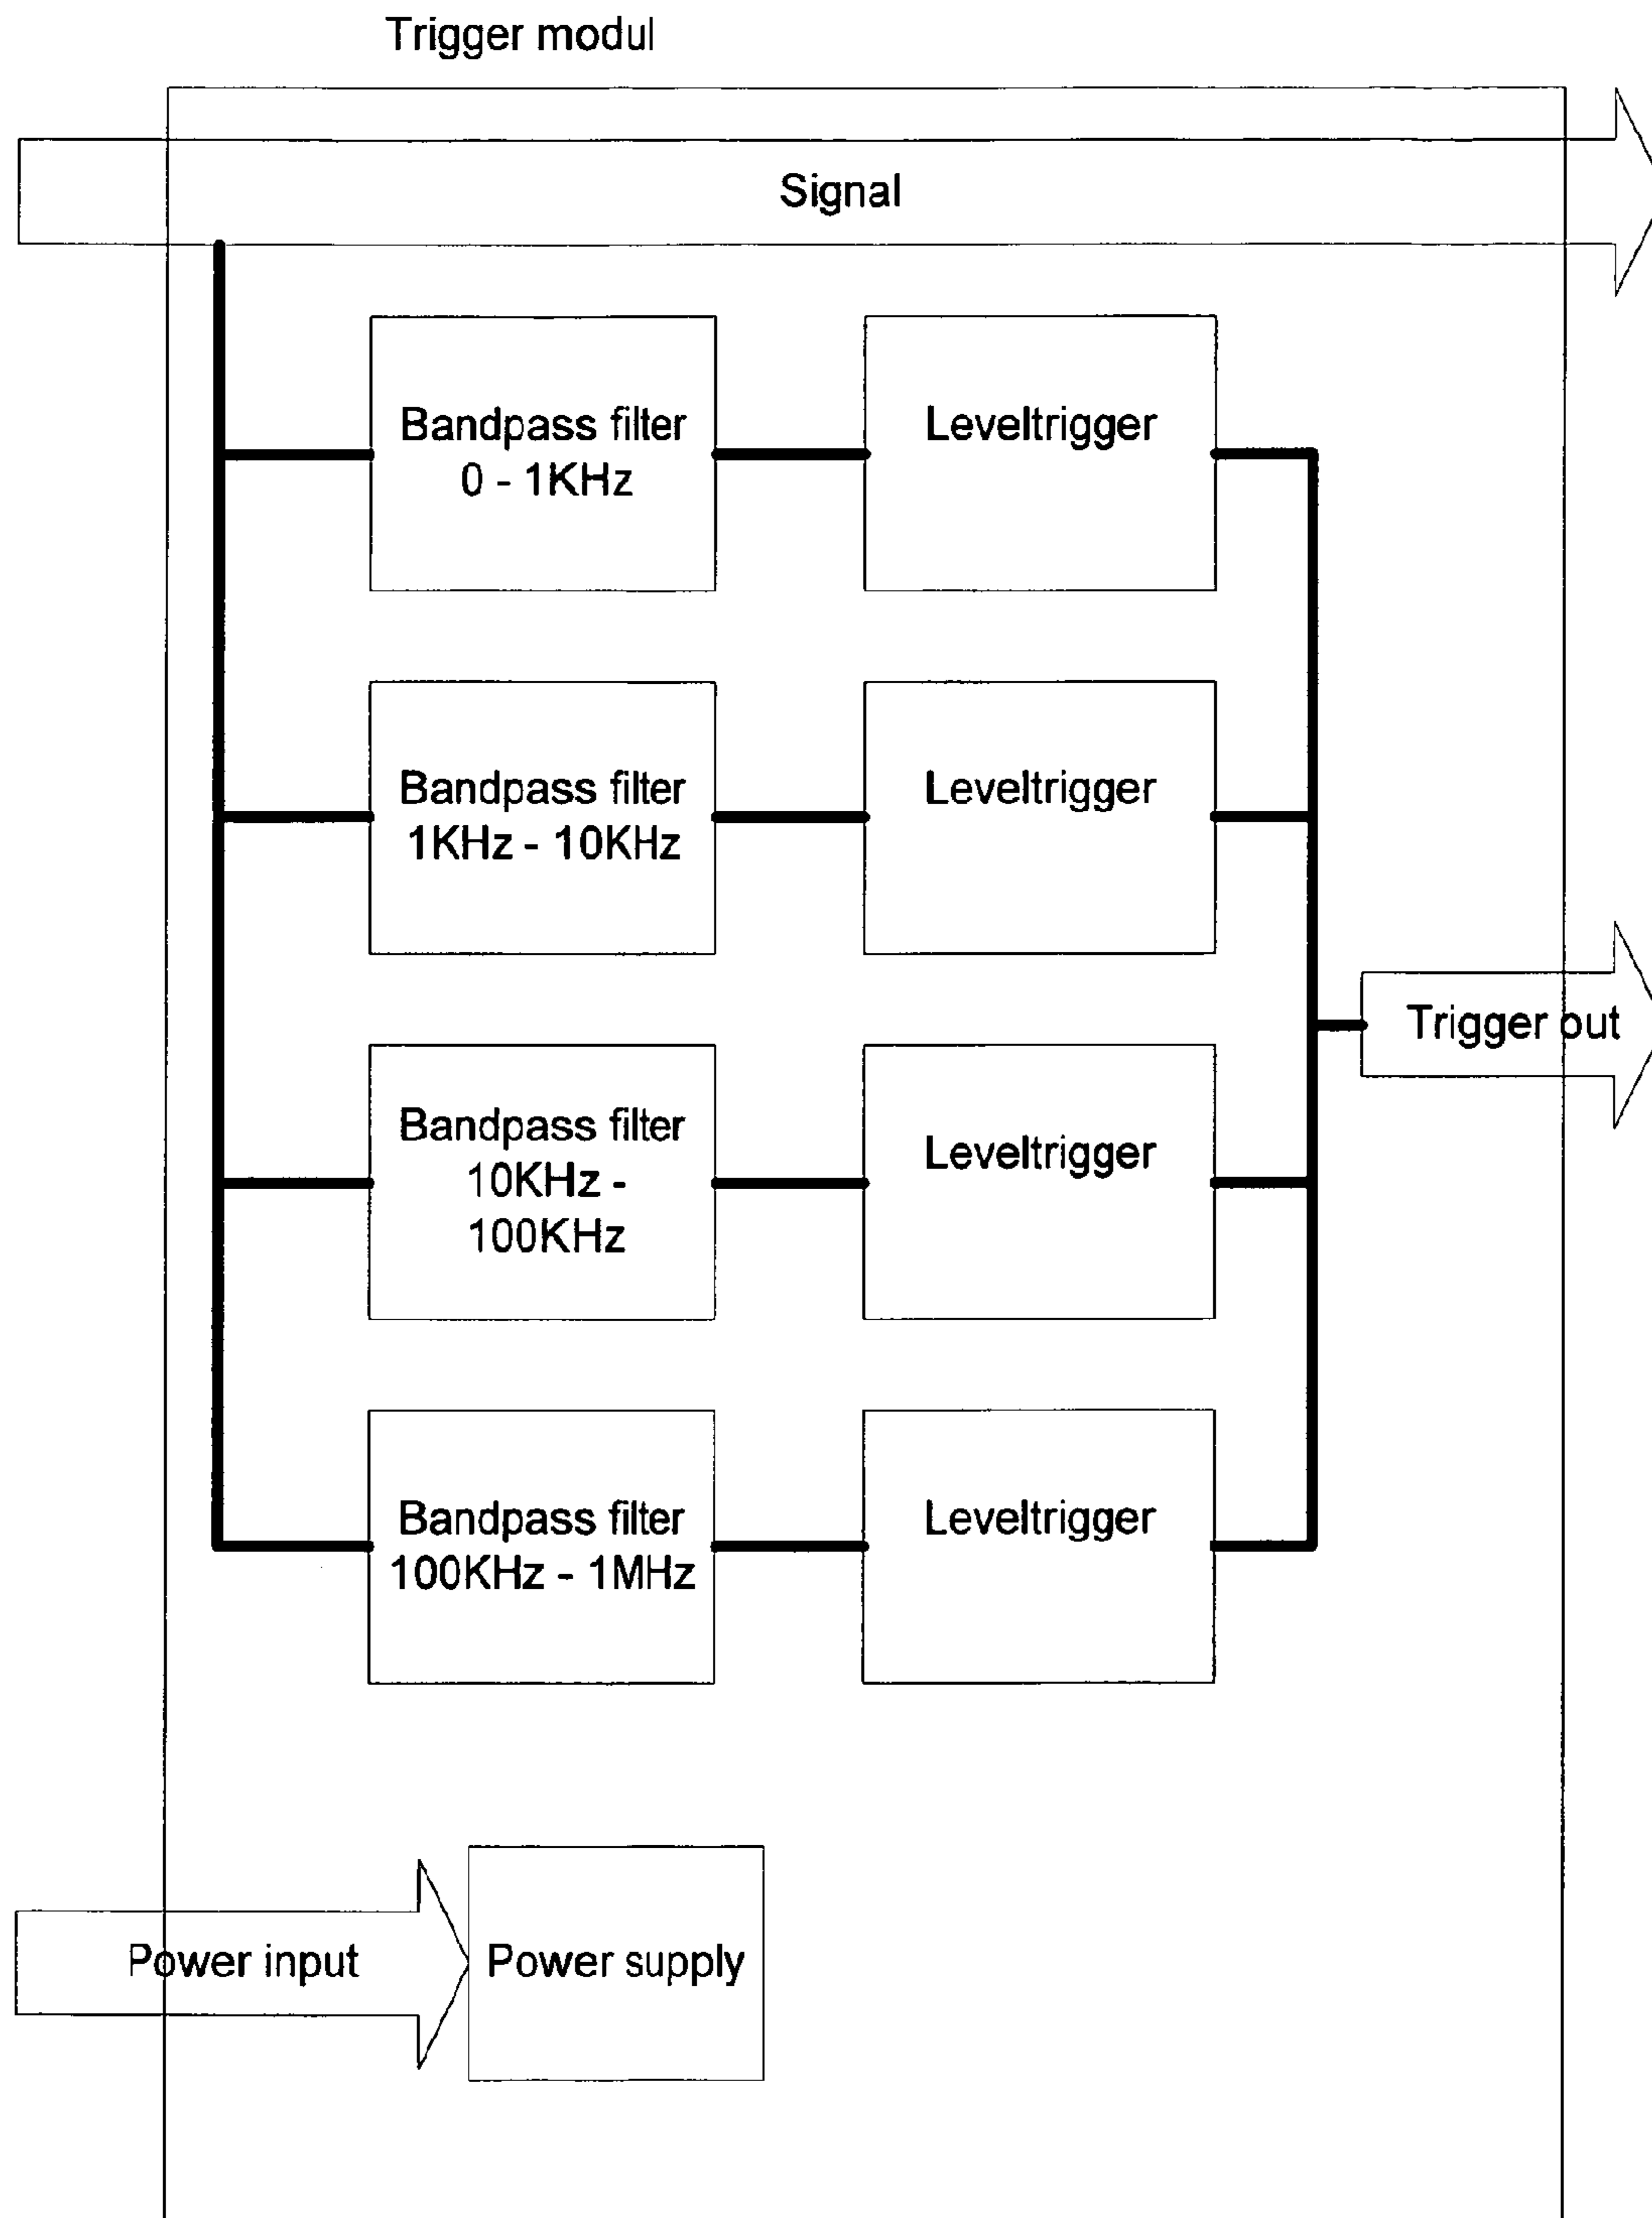 Trigger modul
Signal
Bandpass filter
0 - 1KHz
Leveltrigger
Bandpass filter
1KHz - 10KHz
Leveltrigger
Trigger out
Bandpass filter
10KHz -
100KHz
Leveltrigger
Bandpass filter
100KHz - 1MHz
Leveltrigger
Power input
Power supply